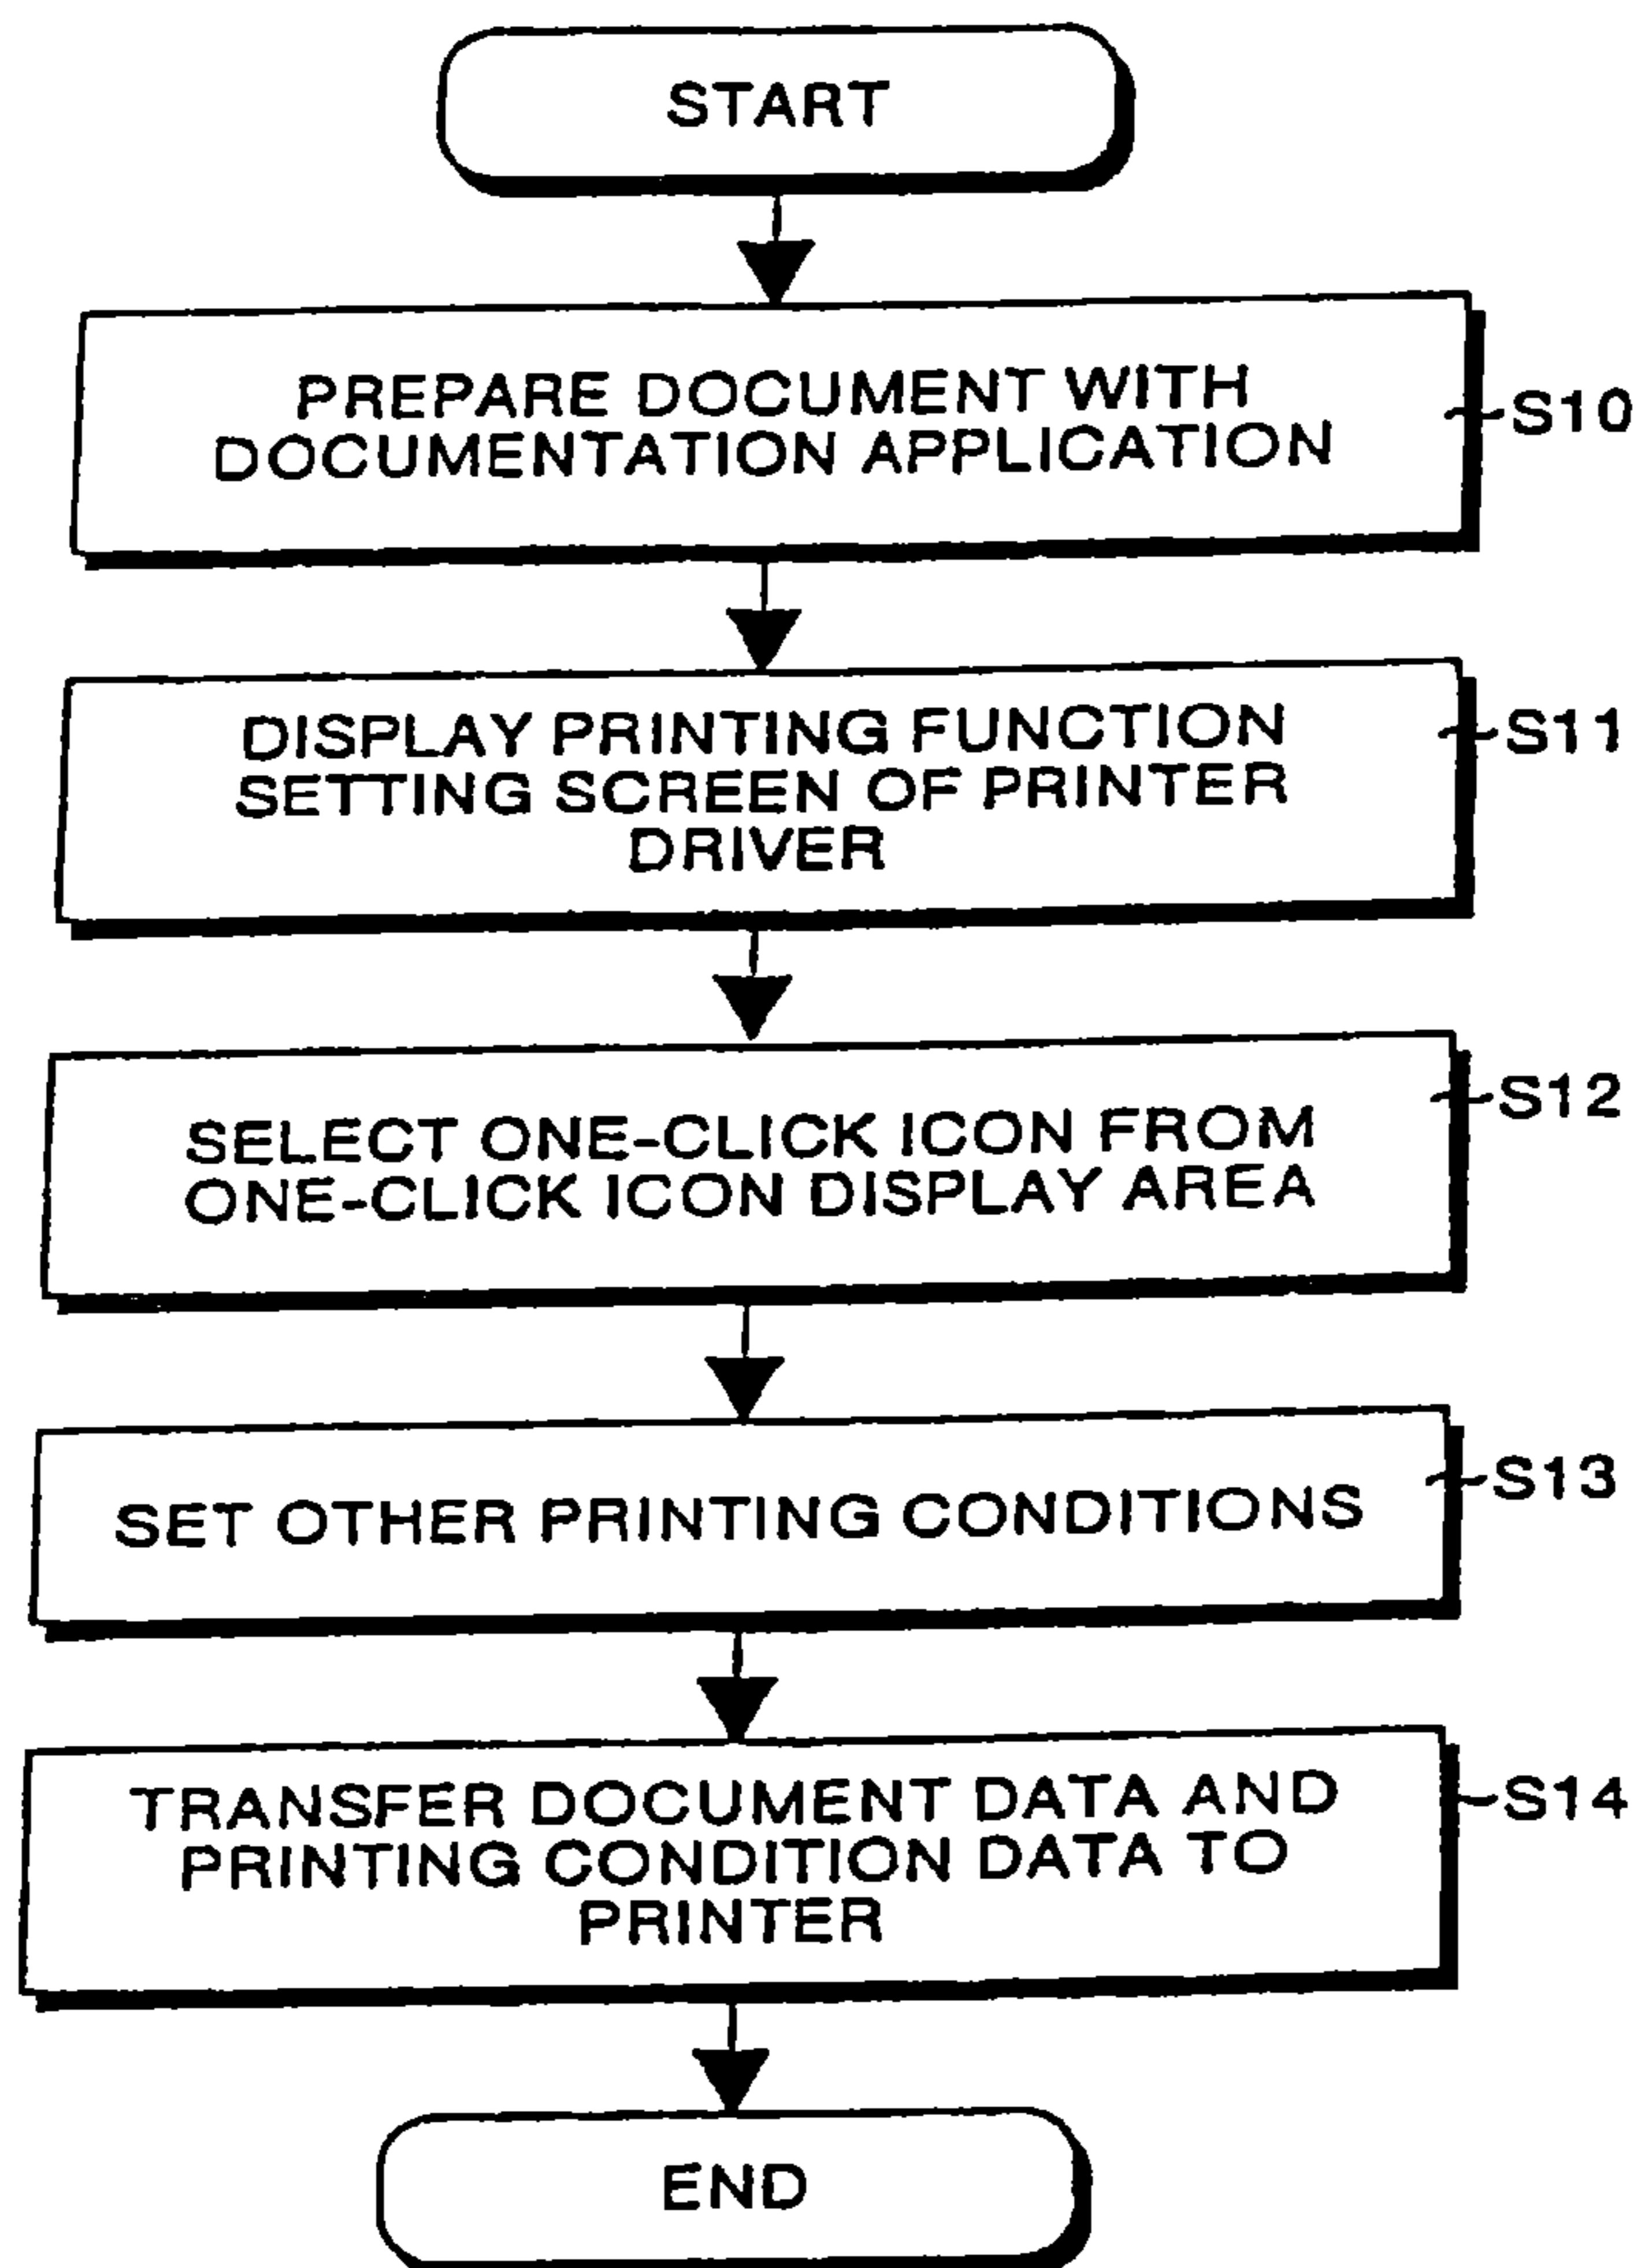 START
PREPARE DOCUMENT WITH
DOCUMENTATION APPLICATION
S10
DISPLAY PRINTING FUNCTION
SETTING SCREEN OF PRINTER
DRIVER
S11
SELECT ONE-CLICK ICON FROM
ONE-CLICK ICON DISPLAY AREA
S12
SET OTHER PRINTING CONDITIONS
S13
TRANSFER DOCUMENT DATA AND
PRINTING CONDITION DATA TO
PRINTER
S14
END